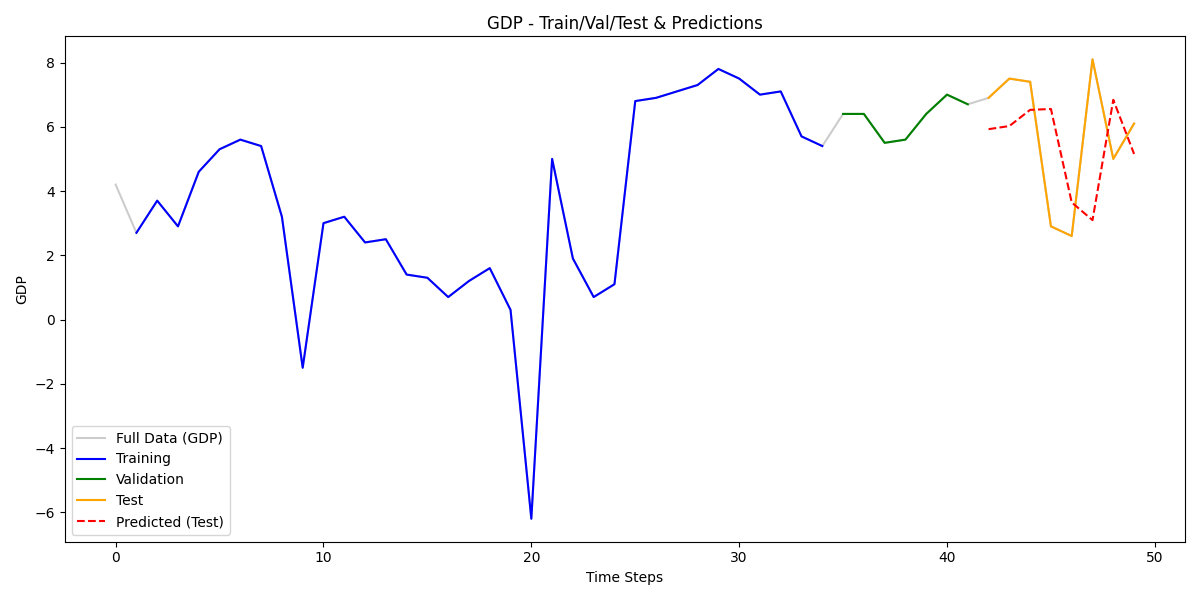 GDP - Train/Val/Test & Predictions
GDP
8
6
4
2
0
−2
−4
−6
Full Data (GDP)
Training
Validation
Test
Predicted (Test)
0 10 20 30 40 50
Time Steps